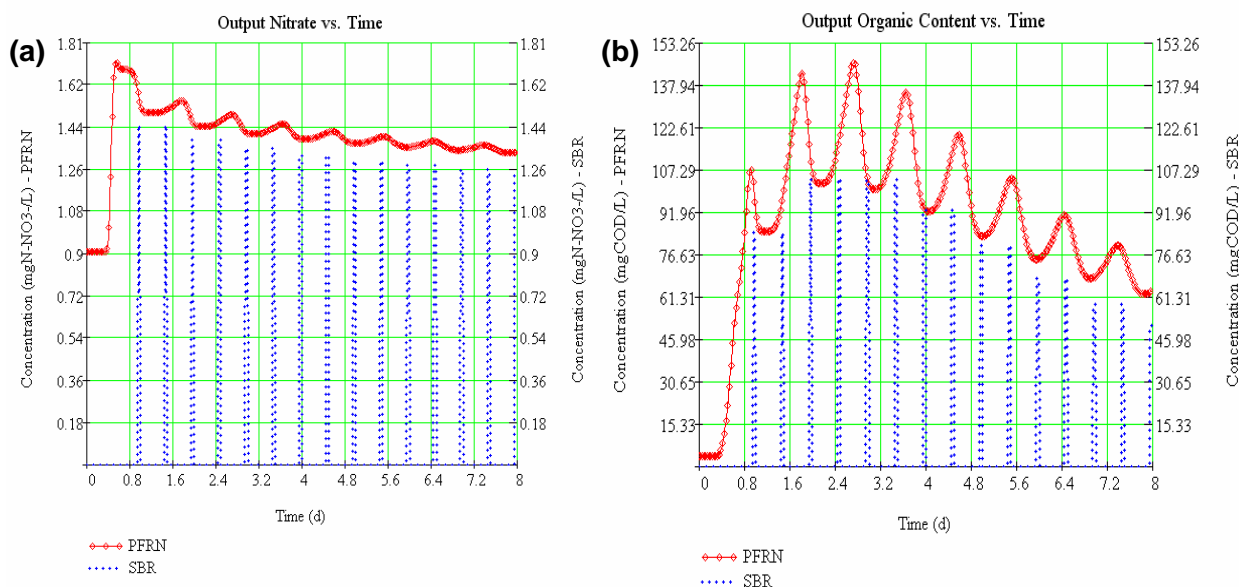 (a)
Output Nitrate vs. Time
Concentration (mgN-NO3-/L) - PFRN
1.81
1.62
1.44
1.26
1.08
0.9
0.72
0.54
0.36
0.18
1.81
1.62
1.44
1.26
1.08
0.9
0.72
0.54
0.36
0.18
Concentration (mgN-NO3-/L) - SBR
0 0.8 1.6 2.4 3.2 4 4.8 5.6 6.4 7.2 8
Time (d)
PFRN
SBR
(b)
Output Organic Content vs. Time
Concentration (mgCOD/L) - PFRN
153.26
137.94
122.61
107.29
91.96
76.63
61.31
45.98
30.65
15.33
153.26
137.94
122.61
107.29
91.96
76.63
61.31
45.98
30.65
15.33
Concentration (mgCOD/L) - SBR
0 0.8 1.6 2.4 3.2 4 4.8 5.6 6.4 7.2 8
Time (d)
PFRN
SBR